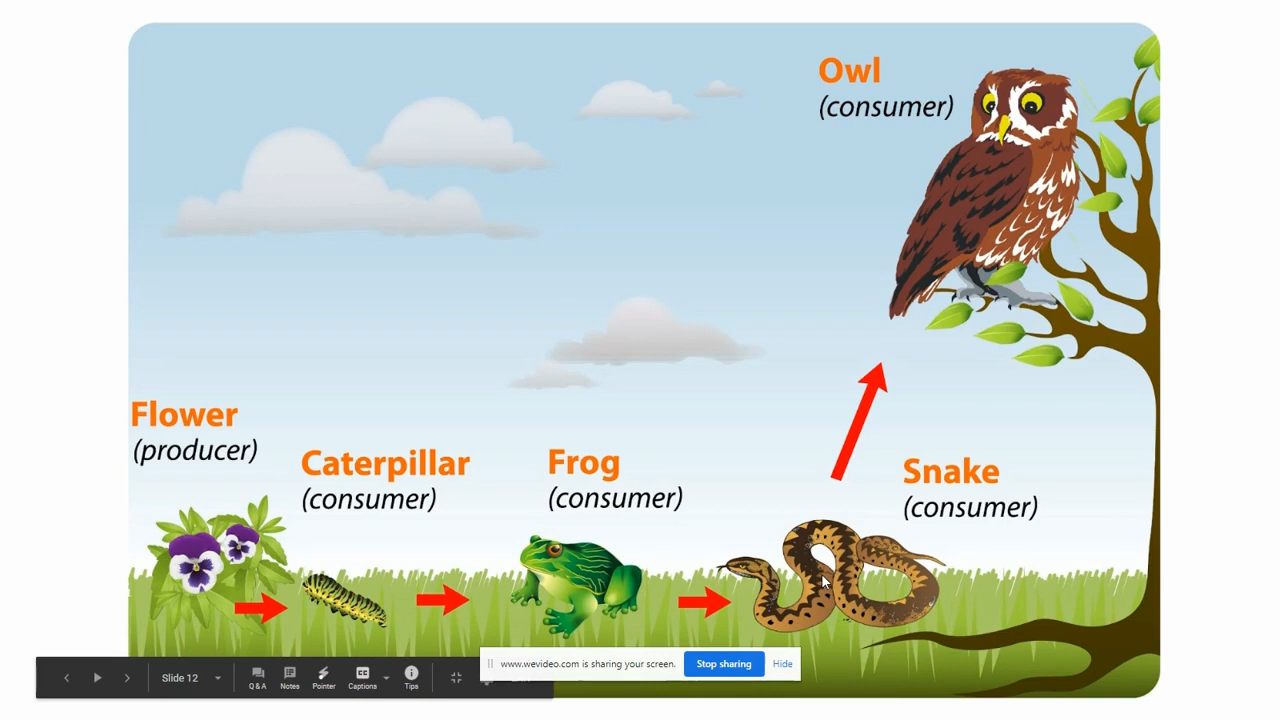 Owl
(consumer)
Flower
(producer)
Caterpillar
(consumer)
Frog
(consumer)
Snake
(consumer)
www.wevideo.com is sharing your screen.
Stop sharing
Hide
Slide 12
Q & A
Notes
Pointer
Captions
Tips